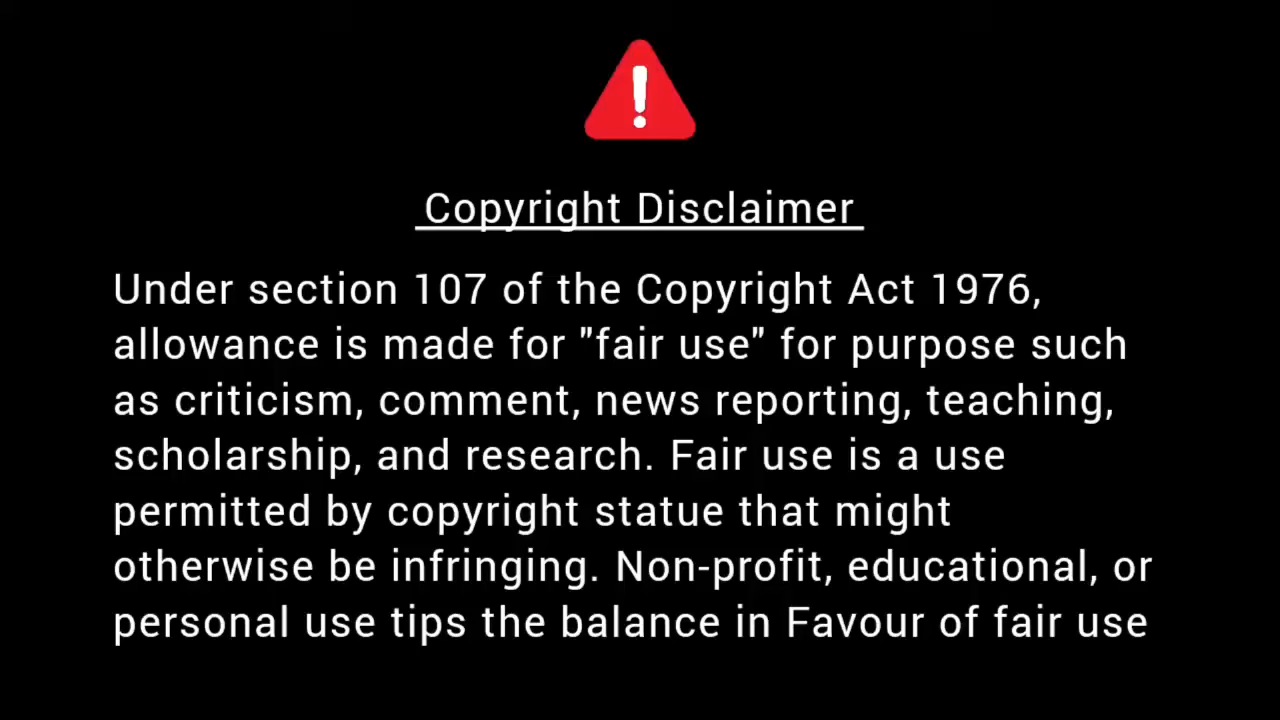 Copyright Disclaimer
Under section 107 of the Copyright Act 1976,
allowance is made for "fair use" for purpose such
as criticism, comment, news reporting, teaching,
scholarship, and research. Fair use is a use
permitted by copyright statue that might
otherwise be infringing. Non-profit, educational, or
personal use tips the balance in Favour of fair use